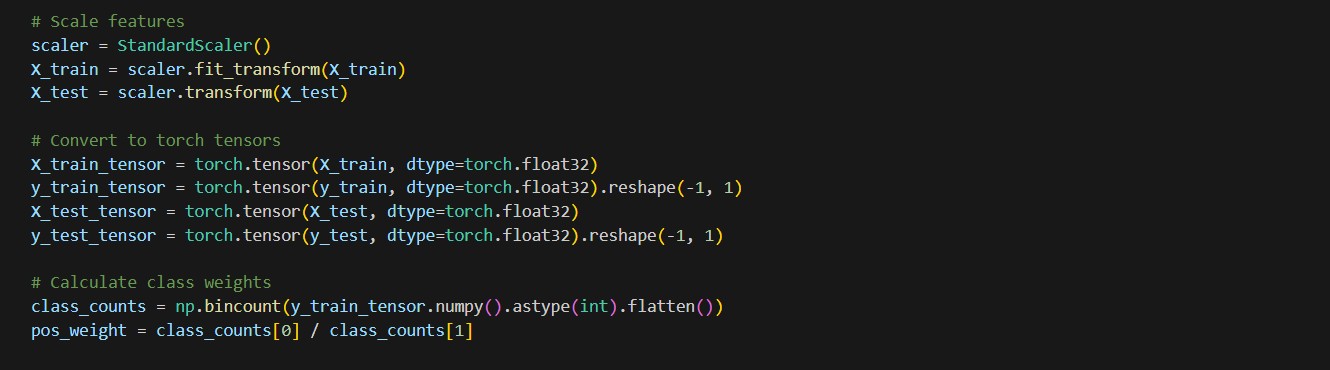 # Scale features
scaler = StandardScaler()
X_train = scaler.fit_transform(X_train)
X_test = scaler.transform(X_test)
# Convert to torch tensors
X_train_tensor = torch.tensor(X_train, dtype=torch.float32)
y_train_tensor = torch.tensor(y_train, dtype=torch.float32).reshape(-1, 1)
X_test_tensor = torch.tensor(X_test, dtype=torch.float32)
y_test_tensor = torch.tensor(y_test, dtype=torch.float32).reshape(-1, 1)
# Calculate class weights
class_counts = np.bincount(y_train_tensor.numpy().astype(int).flatten())
pos_weight = class_counts[0] / class_counts[1]